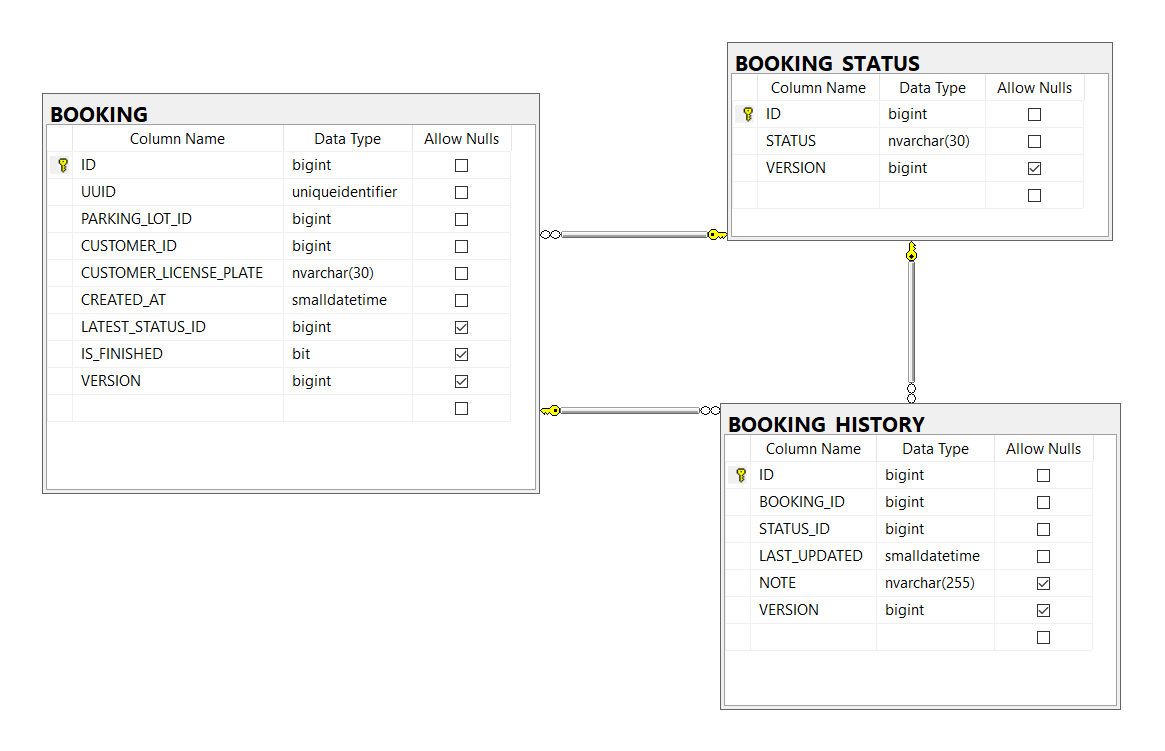 BOOKING
Column Name Data Type Allow Nulls
ID bigint
UUID uniqueidentifier
PARKING_LOT_ID bigint
CUSTOMER_ID bigint
CUSTOMER_LICENSE_PLATE nvarchar(30)
CREATED_AT smalldatetime
LATEST_STATUS_ID bigint
IS_FINISHED bit
VERSION bigint
BOOKING_STATUS
Column Name Data Type Allow Nulls
ID bigint
STATUS nvarchar(30)
VERSION bigint
BOOKING_HISTORY
Column Name Data Type Allow Nulls
ID bigint
BOOKING_ID bigint
STATUS_ID bigint
LAST_UPDATED smalldatetime
NOTE nvarchar(255)
VERSION bigint